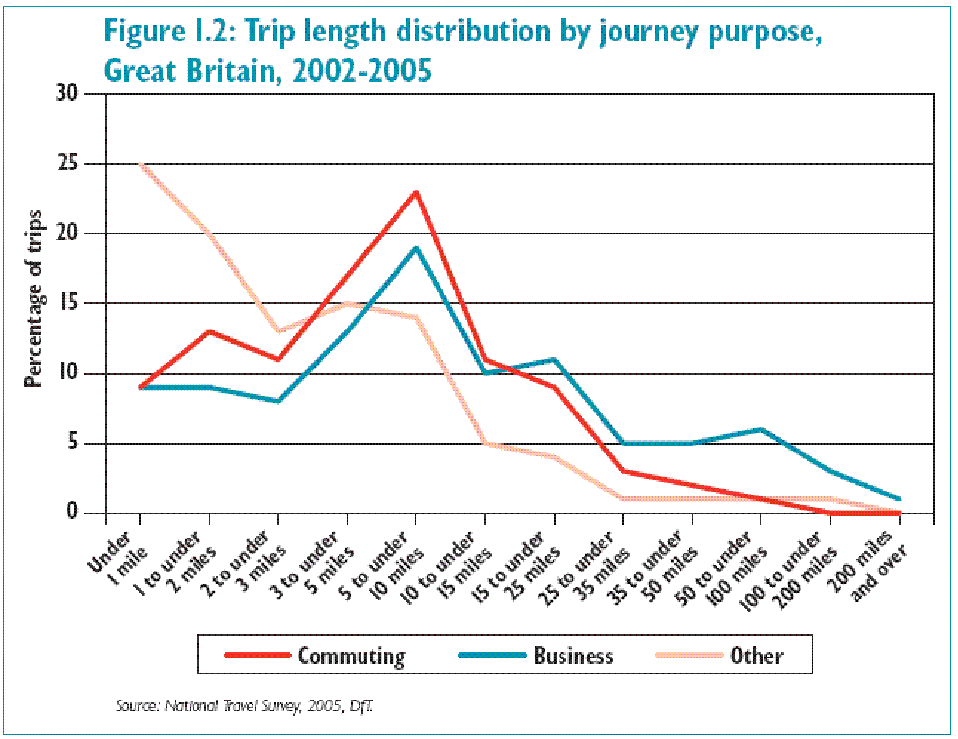 Figure I.2: Trip length distribution by journey purpose,
Great Britain, 2002-2005
Percentage of trips
30
25
20
15
10
5
0
Under
1 mile
1 to under
2 miles
2 to under
3 miles
3 to under
5 miles
5 to under
10 miles
10 to under
15 miles
15 to under
25 miles
25 to under
35 miles
35 to under
50 miles
50 to under
100 miles
100 to under
200 miles
200 miles
and over
Commuting
Business
Other
Source: National Travel Survey, 2005, DfT.